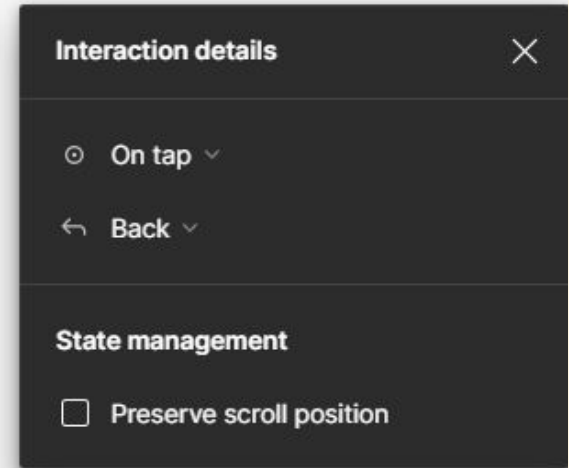 Interaction details
On tap
Back
State management
Preserve scroll position